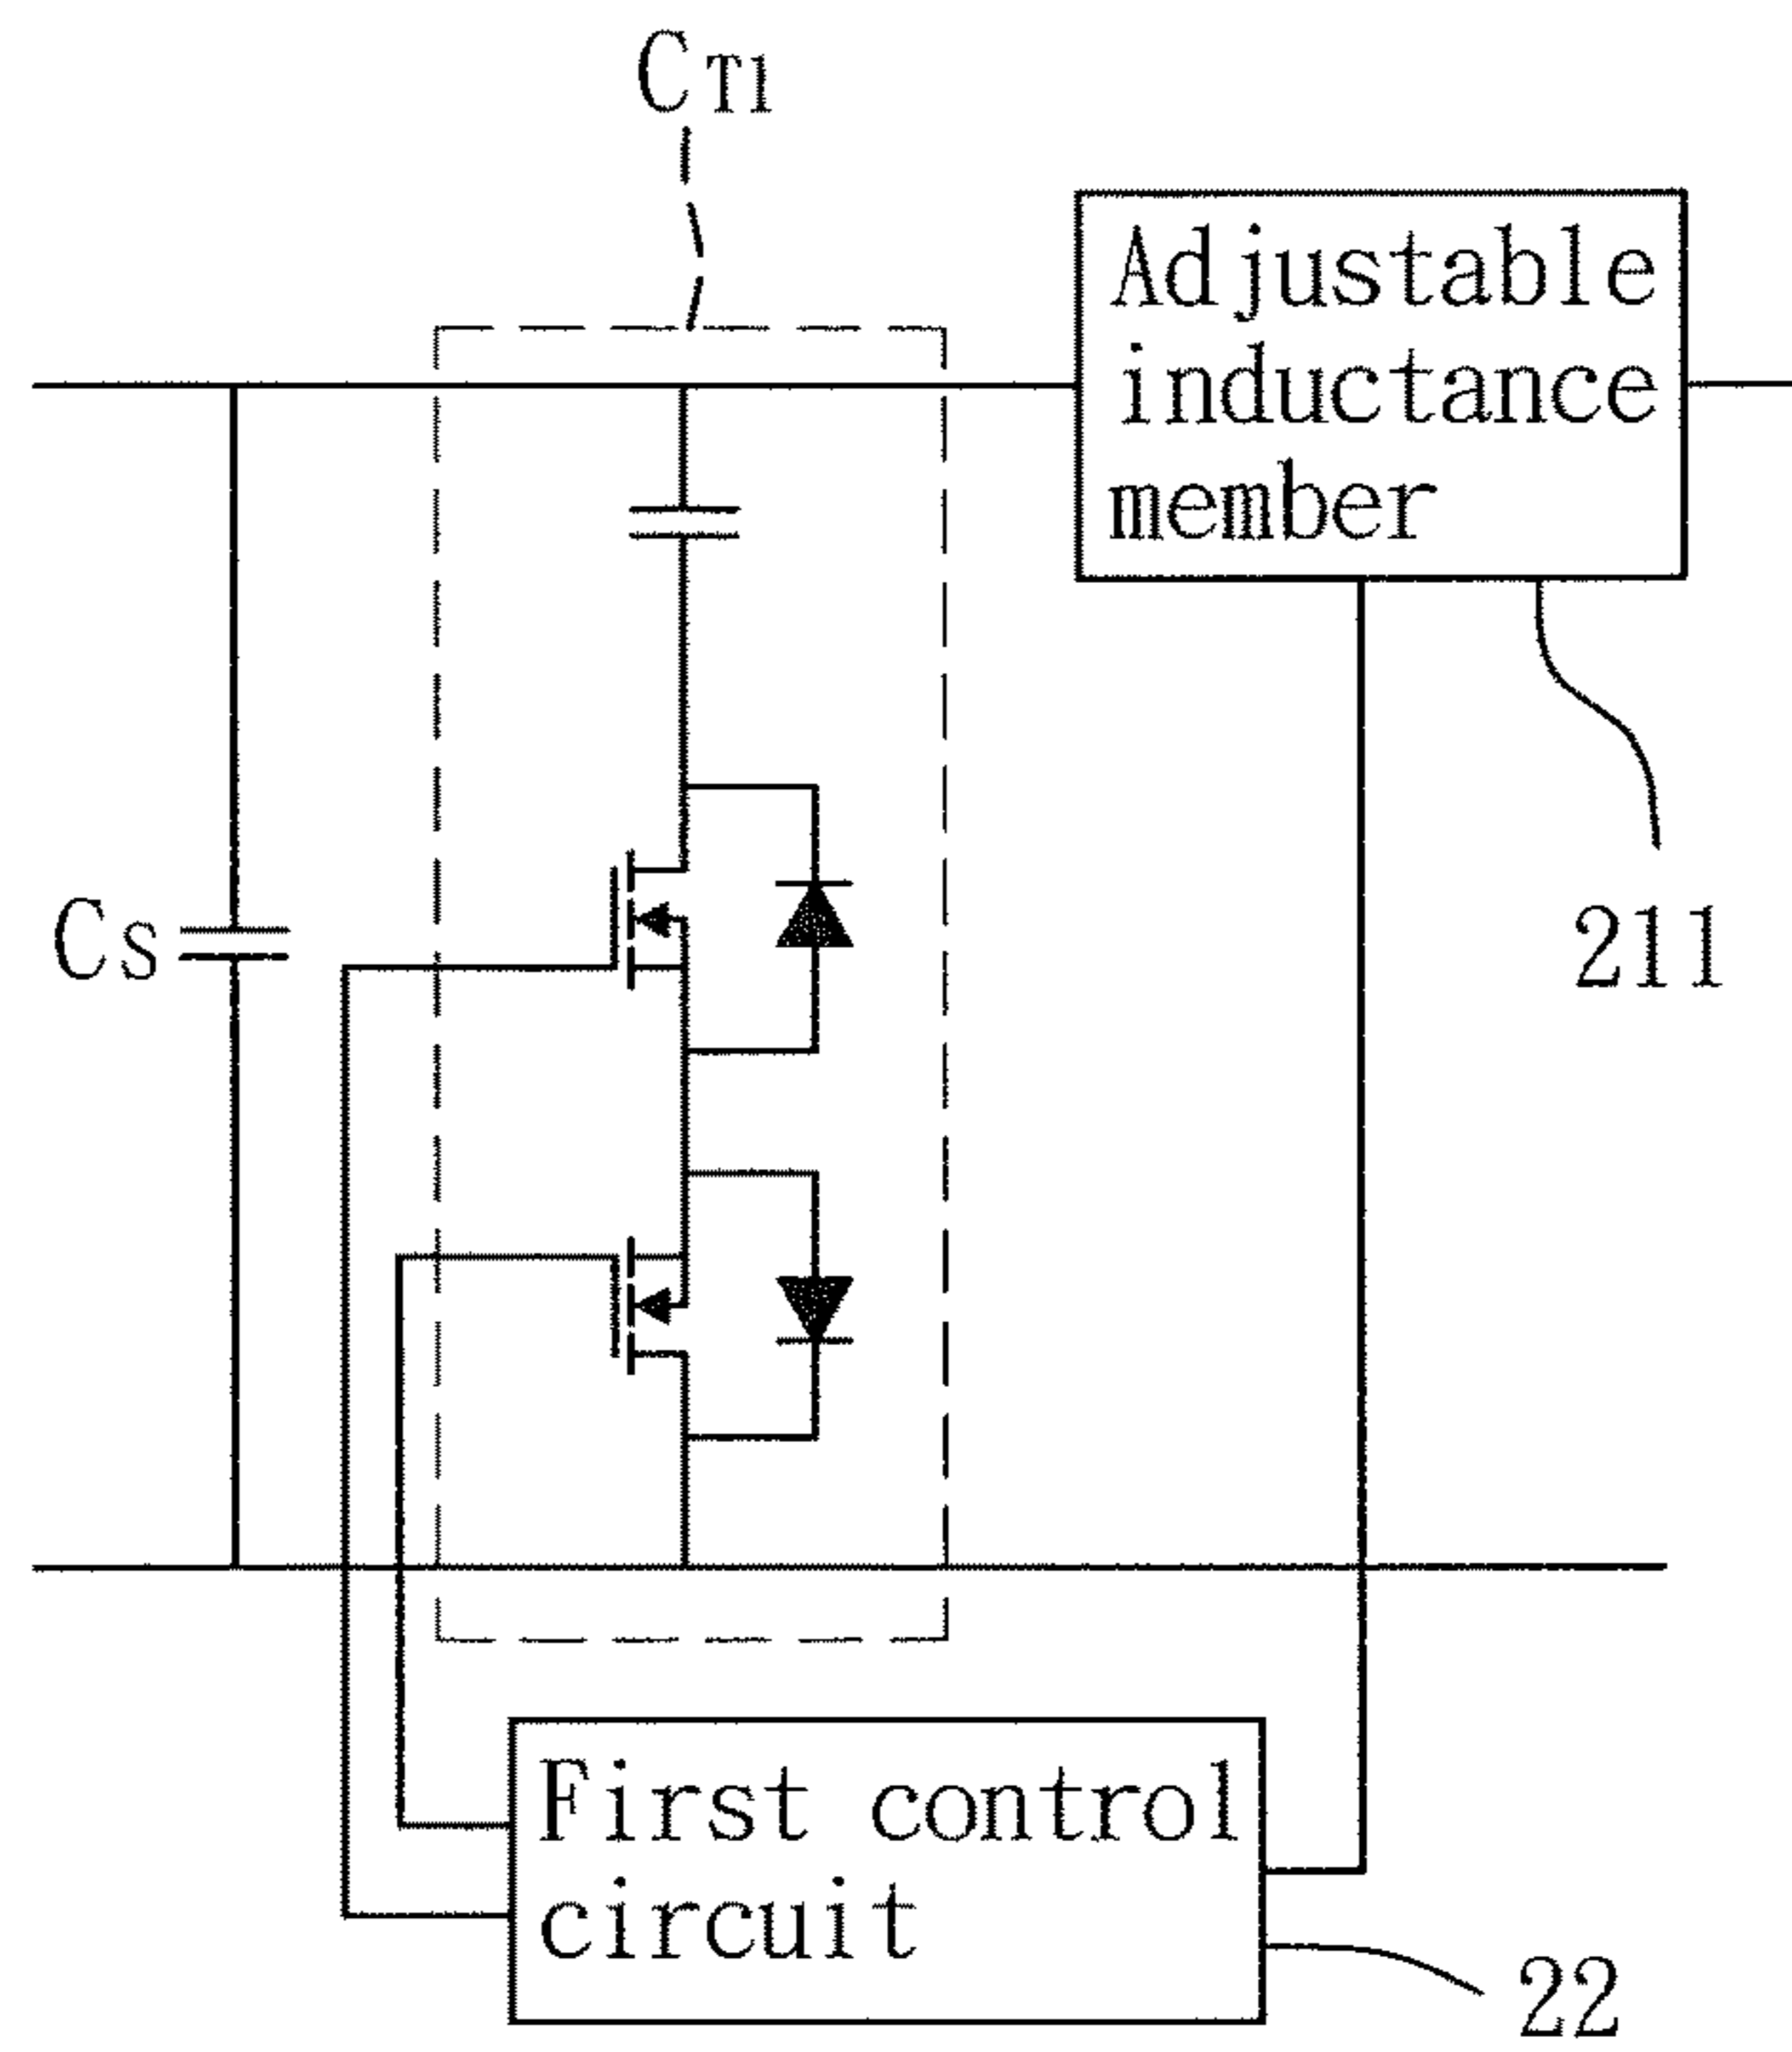 CT1
Adjustable
inductance
member
CS
211
First control
circuit
22